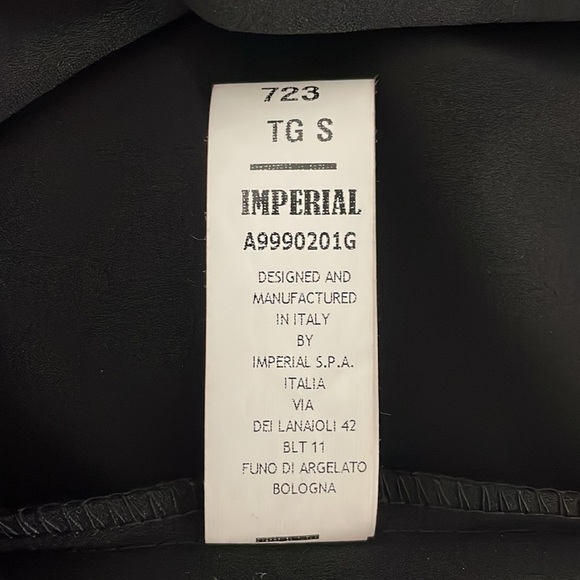 723
TG S
IMPERIAL
A9990201G
DESIGNED AND
MANUFACTURED
IN ITALY
BY
IMPERIAL S.P.A.
ITALIA
VIA
DEI LANAIOLI 42
BLT 11
FUNO DI ARGELATO
BOLOGNA